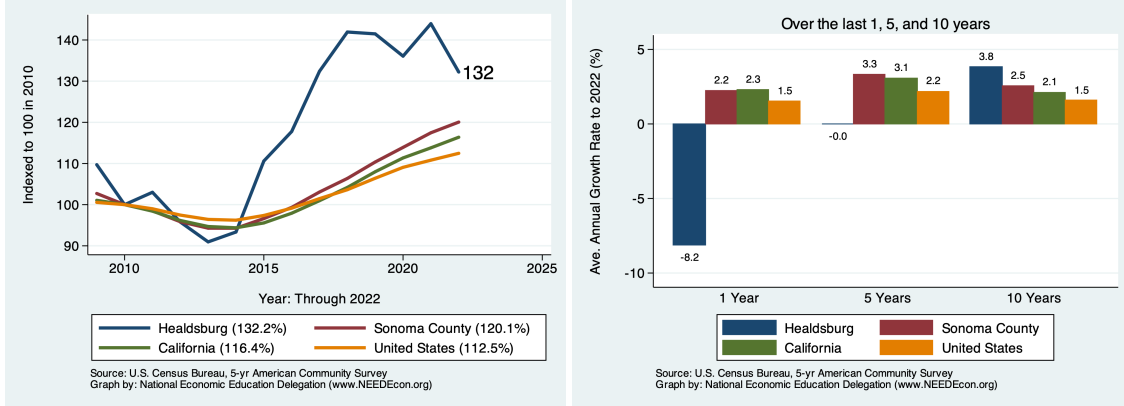 Indexed to 100 in 2010
140
130
120
110
100
90
132
2010
2015
2020
2025
Year: Through 2022
Healdsburg (132.2%)
Sonoma County (120.1%)
California (116.4%)
United States (112.5%)
Source: U.S. Census Bureau, 5-yr American Community Survey
Graph by: National Economic Education Delegation (www.NEEDEcon.org)
Over the last 1, 5, and 10 years
Ave. Annual Growth Rate to 2022 (%)
5
0
-5
-10
-8.2
2.2
2.3
1.5
-0.0
3.3
3.1
2.2
3.8
2.5
2.1
1.5
1 Year
5 Years
10 Years
Healdsburg
Sonoma County
California
United States
Source: U.S. Census Bureau, 5-yr American Community Survey
Graph by: National Economic Education Delegation (www.NEEDEcon.org)